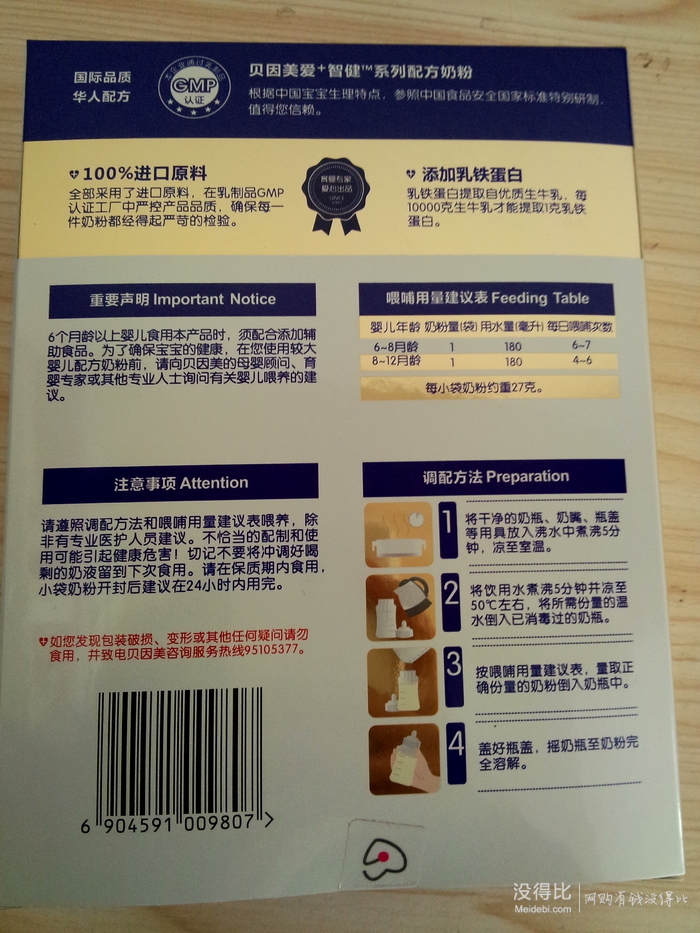 国际品质
华人配方
本企业通过乳制品
GMP
认证
贝因美爱+智健™系列配方奶粉
根据中国宝宝生理特点，参照中国食品安全国家标准特别研制，
值得您信赖。
100%进口原料
全部采用了进口原料，在乳制品GMP
认证工厂中严控产品品质，确保每一
件奶粉都经得起严苛的检验。
育婴专家
爱心出品
添加乳铁蛋白
乳铁蛋白提取自优质生牛乳，每
10000克生牛乳才能提取1克乳铁
蛋白。
重要声明 Important Notice
6个月龄以上婴儿食用本产品时，须配合添加辅
助食品。为了确保宝宝的健康，在您使用较大
婴儿配方奶粉前，请向贝因美的母婴顾问、育
婴专家或其他专业人士询问有关婴儿喂养的建
议。
喂哺用量建议表 Feeding Table
婴儿年龄 奶粉量(袋) 用水量(毫升) 每日喂哺次数
6~8月龄 1 180 6~7
8~12月龄 1 180 4~6
每小袋奶粉约重27克。
注意事项 Attention
请遵照调配方法和喂哺用量建议表喂养，除
非有专业医护人员建议。不恰当的配制和使
用可能引起健康危害！切记不要将冲调好喝
剩的奶液留到下次食用。请在保质期内食用，
小袋奶粉开封后建议在24小时内用完。
如您发现包装破损、变形或其他任何疑问请勿
食用，并致电贝因美咨询服务热线95105377。
6 904591 009807 >
调配方法 Preparation
1
将干净的奶瓶、奶嘴、瓶盖
等用具放入沸水中煮沸5分
钟，凉至室温。
2
将饮用水煮沸5分钟并凉至
50℃左右，将所需份量的温
水倒入已消毒过的奶瓶。
3
按喂哺用量建议表，量取正
确份量的奶粉倒入奶瓶中。
4
盖好瓶盖，摇奶瓶至奶粉完
全溶解。
没得比
Meidebi.com
网购有钱没得比